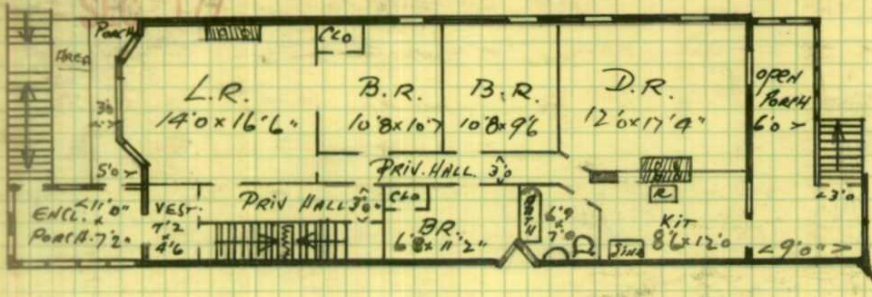 PORCH
AREA
3'0
5'0
L.R.
14'0 x 16'6"
CLO
B.R.
10'8 x 10'7
B.R.
10'8 x 9'6
D.R.
12'0 x 17'4"
OPEN
PORCH
6'0
PRIV. HALL 3'0
ENCL. 11'0"
x
PORCH 7'2"
VEST.
7'2
x
4'6
PRIV HALL 3'0"
CLO
BR.
6'8 x 11'2"
BATH
6'9
x
7'0
R
KIT
8'6 x 12'0
SINK
3'0
9'0"